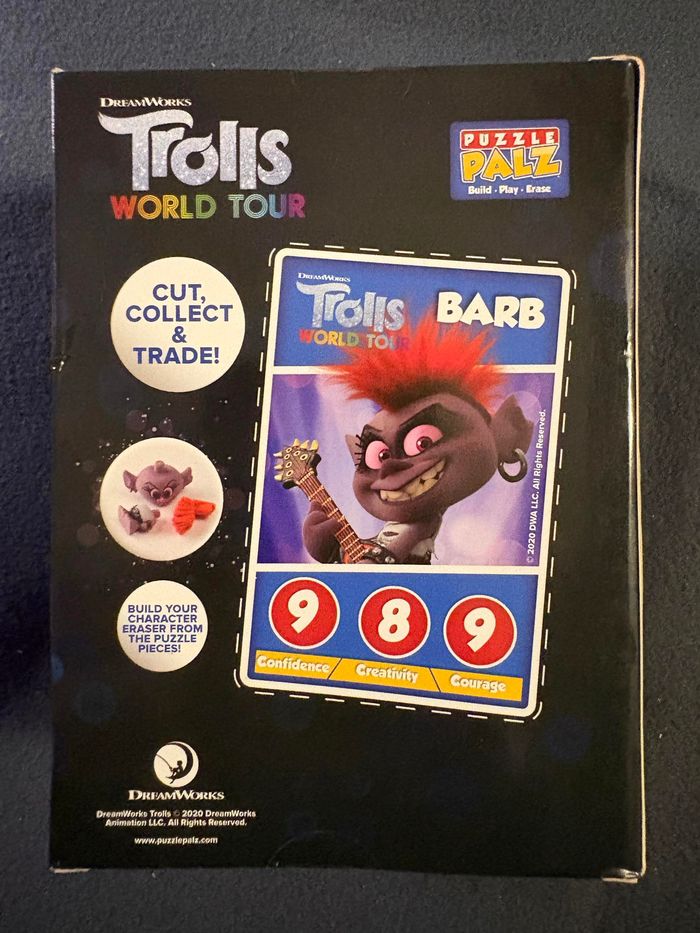 DREAMWORKS
Trolls
WORLD TOUR
PUZZLE
PALZ
Build • Play • Erase
CUT,
COLLECT
&
TRADE!
DREAMWORKS
Trolls
WORLD TOUR
BARB
© 2020 DWA LLC. All Rights Reserved.
9 8 9
Confidence Creativity Courage
BUILD YOUR
CHARACTER
ERASER FROM
THE PUZZLE
PIECES!
DREAMWORKS
DreamWorks Trolls © 2020 DreamWorks
Animation LLC. All Rights Reserved.
www.puzzlepalz.com